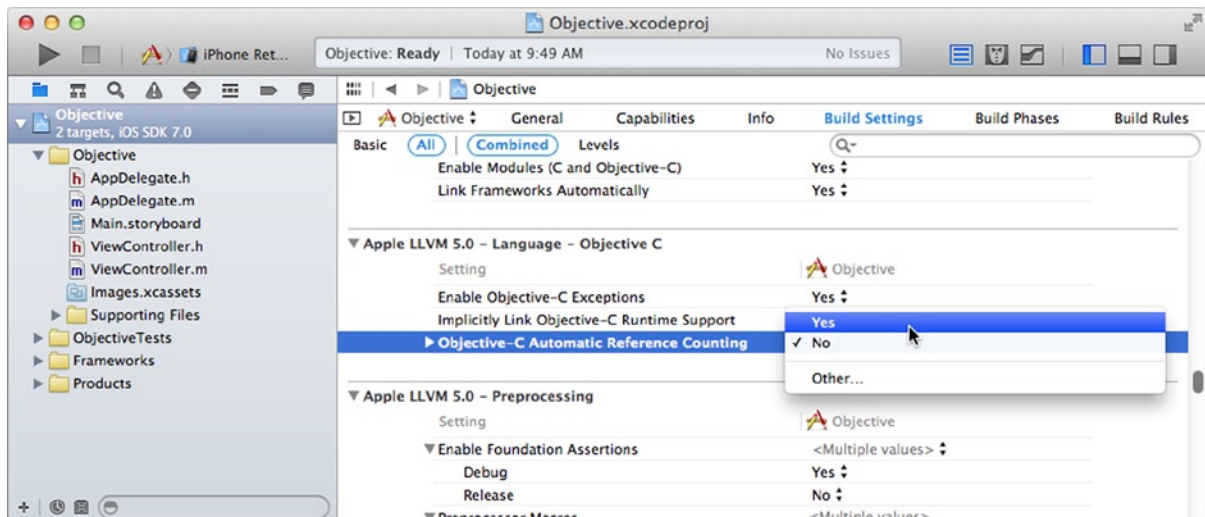 Objective.xcodeproj
iPhone Ret...
Objective: Ready | Today at 9:49 AM
No Issues
Objective
2 targets, iOS SDK 7.0
Objective
AppDelegate.h
AppDelegate.m
Main.storyboard
ViewController.h
ViewController.m
Images.xcassets
Supporting Files
ObjectiveTests
Frameworks
Products
Objective
Objective General Capabilities Info Build Settings Build Phases Build Rules
Basic All Combined Levels
Enable Modules (C and Objective-C) Yes
Link Frameworks Automatically Yes
Apple LLVM 5.0 - Language - Objective C
Setting Objective
Enable Objective-C Exceptions Yes
Implicitly Link Objective-C Runtime Support
Objective-C Automatic Reference Counting
Yes
✓ No
Other...
Apple LLVM 5.0 - Preprocessing
Setting Objective
Enable Foundation Assertions <Multiple values>
Debug Yes
Release No
Preprocessor Macros <Multiple values>